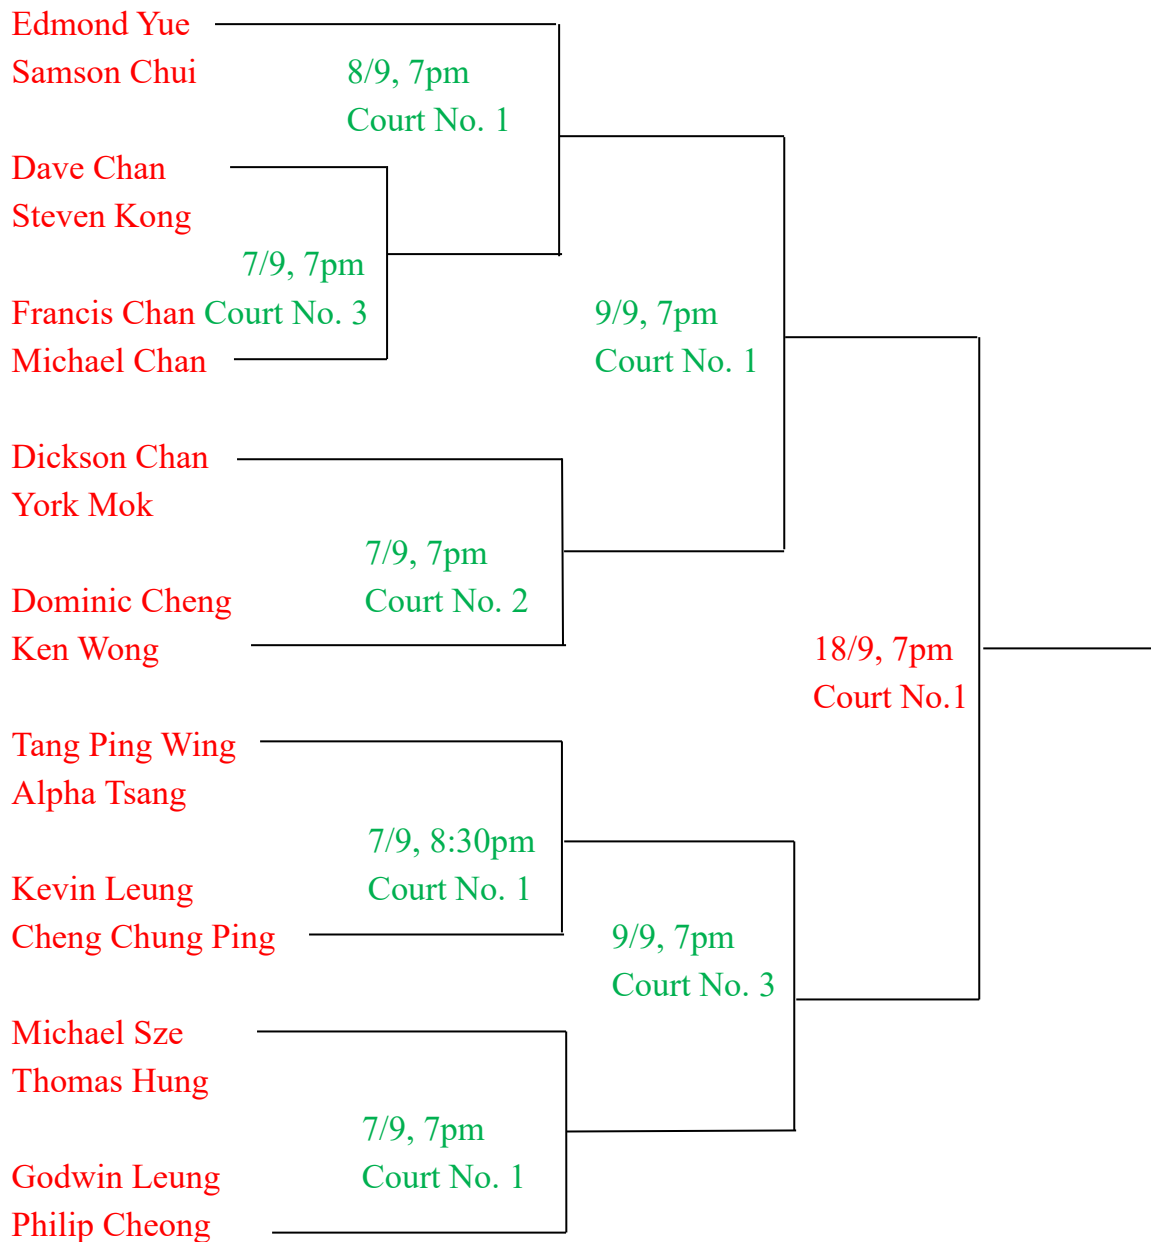 Edmond Yue
Samson Chui
8/9, 7pm
Court No. 1
Dave Chan
Steven Kong
7/9, 7pm
Francis Chan Court No. 3
Michael Chan
9/9, 7pm
Court No. 1
Dickson Chan
York Mok
7/9, 7pm
Court No. 2
Dominic Cheng
Ken Wong
18/9, 7pm
Court No.1
Tang Ping Wing
Alpha Tsang
7/9, 8:30pm
Court No. 1
Kevin Leung
Cheng Chung Ping
9/9, 7pm
Court No. 3
Michael Sze
Thomas Hung
7/9, 7pm
Court No. 1
Godwin Leung
Philip Cheong